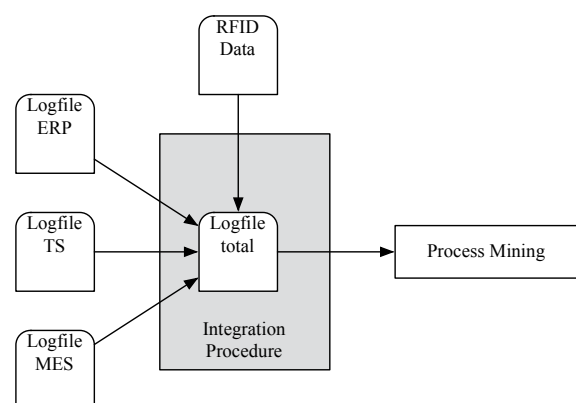 RFID
Data
Logfile
ERP
Logfile
TS
Logfile
total
Process Mining
Integration
Procedure
Logfile
MES